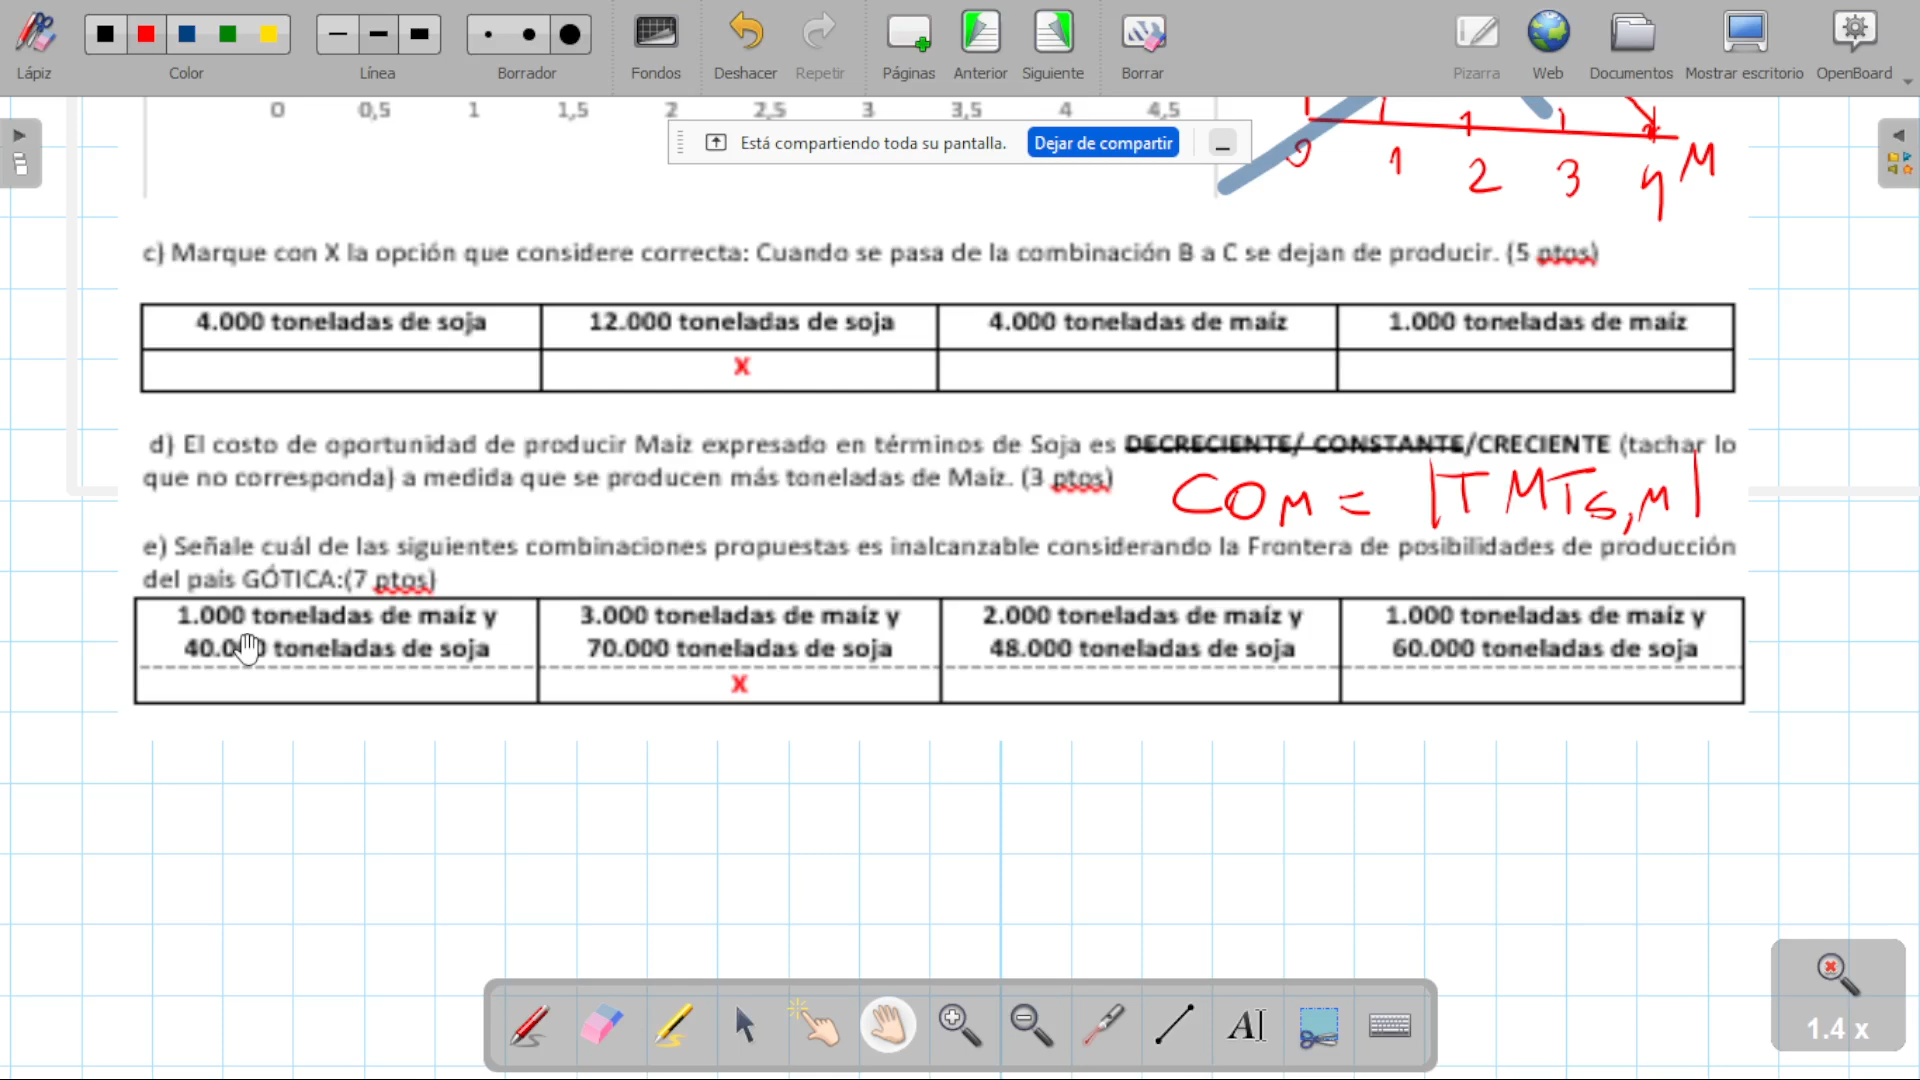 Lápiz
Color
Línea
Borrador
Fondos
Deshacer
Repetir
Páginas
Anterior
Siguiente
Borrar
Pizarra
Web
Documentos
Mostrar escritorio
OpenBoard
0 0,5 1 1,5 2 2,5 3 3,5 4 4,5
Está compartiendo toda su pantalla. Dejar de compartir
0 1 2 3 4 M
c) Marque con X la opción que considere correcta: Cuando se pasa de la combinación B a C se dejan de producir. (5 ptos)
4.000 toneladas de soja 12.000 toneladas de soja 4.000 toneladas de maíz 1.000 toneladas de maíz
X
d) El costo de oportunidad de producir Maíz expresado en términos de Soja es DECRECIENTE/ CONSTANTE/CRECIENTE (tachar lo
que no corresponda) a medida que se producen más toneladas de Maíz. (3 ptos)
COM = |TMTS,M|
e) Señale cuál de las siguientes combinaciones propuestas es inalcanzable considerando la Frontera de posibilidades de producción
del país GÓTICA:(7 ptos)
1.000 toneladas de maíz y 3.000 toneladas de maíz y 2.000 toneladas de maíz y 1.000 toneladas de maíz y
40.000 toneladas de soja 70.000 toneladas de soja 48.000 toneladas de soja 60.000 toneladas de soja
X
AI
1.4 x